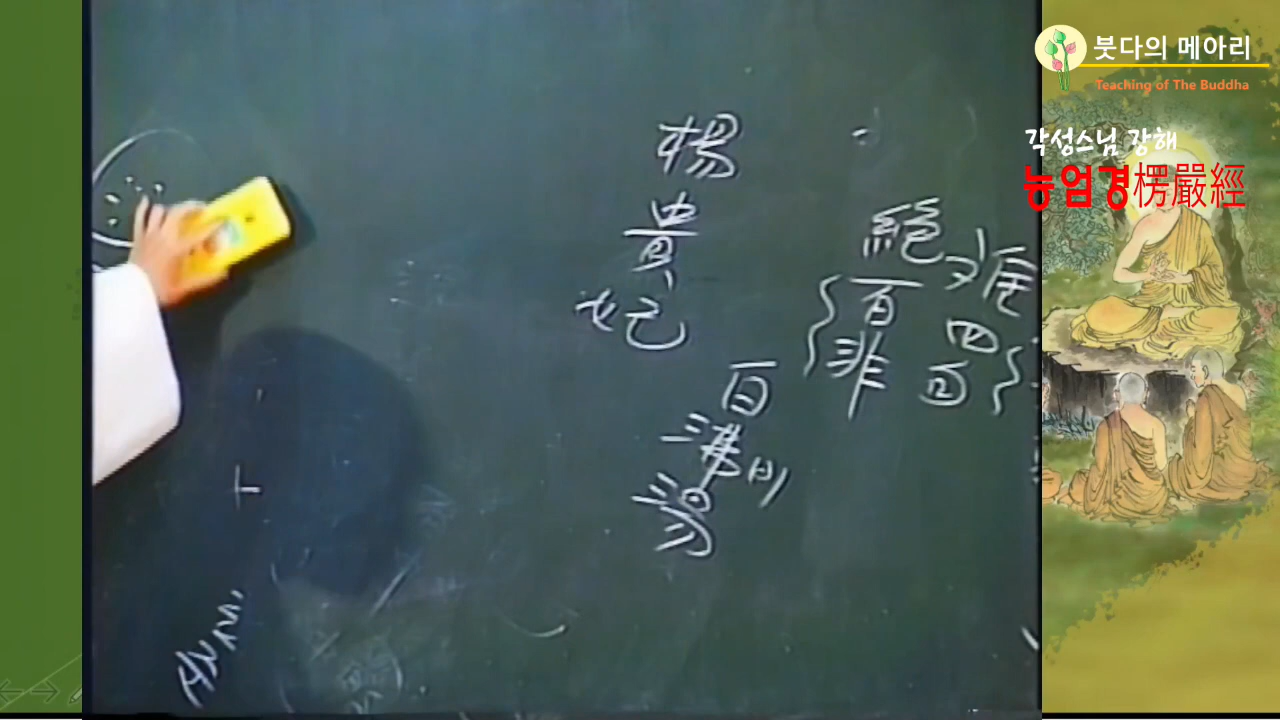 붓다의 메아리
Teaching of The Buddha
각성스님 강해
능엄경楞嚴經
四句
絶百非
百沸湯
楊貴妃